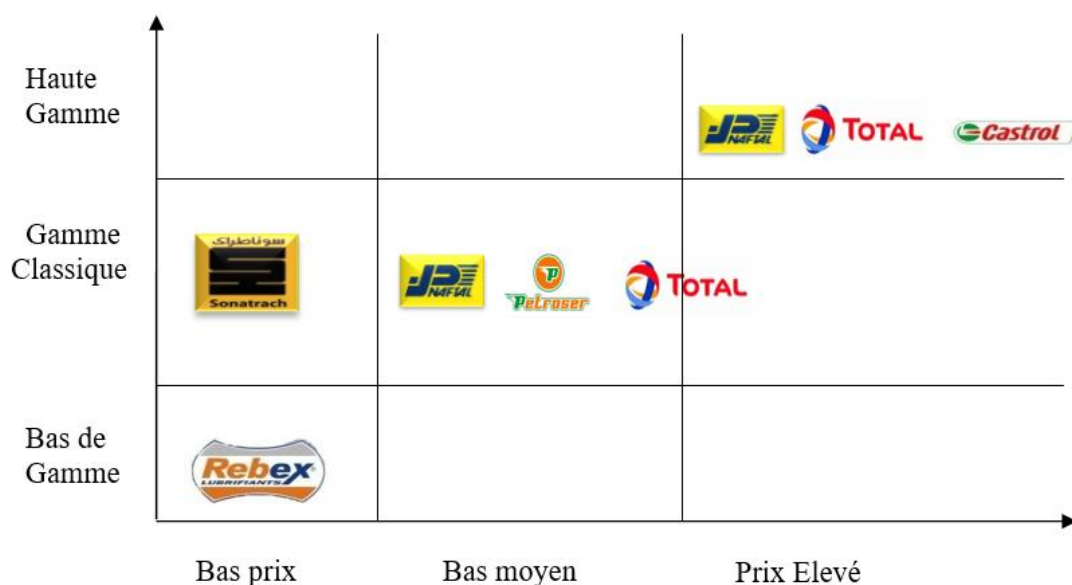 Haute
Gamme
NAFTAL TOTAL Castrol
Gamme
Classique
سوناطراك
Sonatrach
NAFTAL Petroser TOTAL
Bas de
Gamme
Rebex
LUBRIFIANTS
Bas prix Bas moyen Prix Elevé